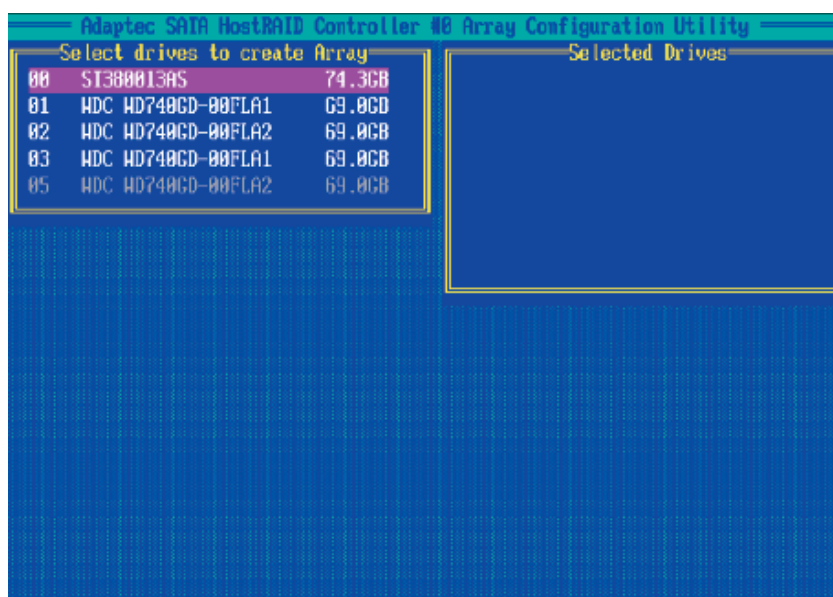 Adaptec SATA HostRAID Controller #0 Array Configuration Utility
Select drives to create Array
Selected Drives
00 ST380013AS 74.3GB
01 WDC WD740GD-00FLA1 69.0GB
02 WDC WD740GD-00FLA2 69.0GB
03 WDC WD740GD-00FLA1 69.0GB
05 WDC WD740GD-00FLA2 69.0GB